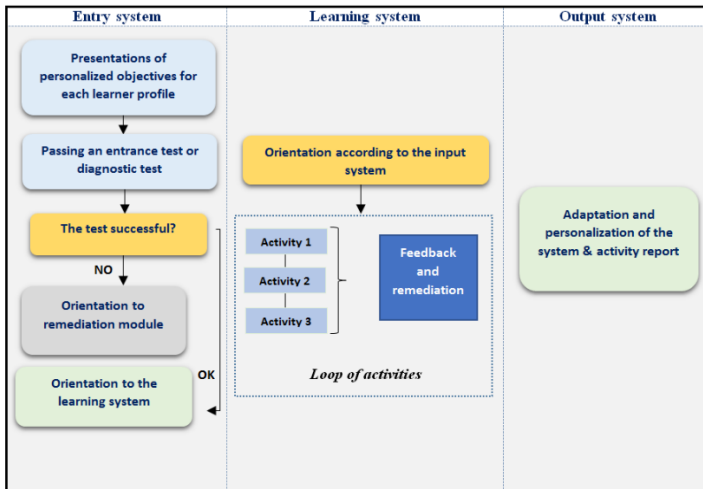 Entry system
Presentations of
personalized objectives for
each learner profile
Passing an entrance test or
diagnostic test
The test successful?
NO
Orientation to
remediation module
OK
Orientation to the
learning system
Learning system
Orientation according to the input
system
Activity 1
Activity 2
Activity 3
Feedback
and
remediation
Loop of activities
Output system
Adaptation and
personalization of the
system & activity report